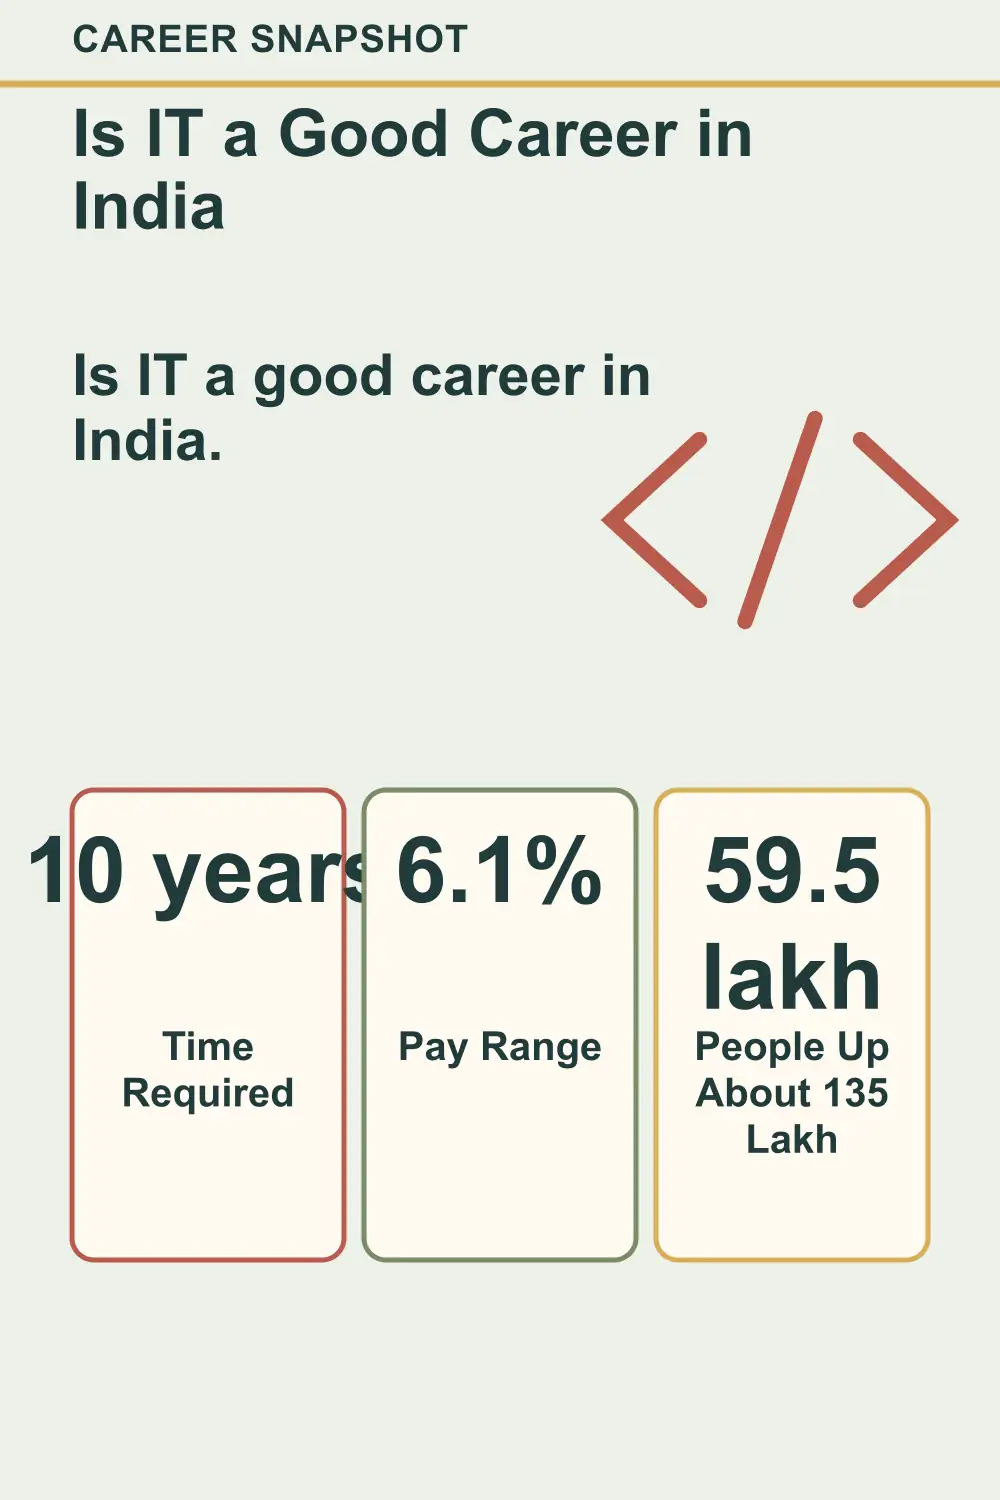 CAREER SNAPSHOT
Is IT a Good Career in
India
Is IT a good career in
India.
10 years
6.1%
59.5
lakh
Time
Required
Pay Range
People Up
About 135
Lakh